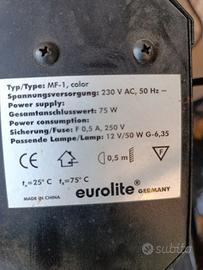 Typ/Type: MF-1, color
Spannungsversorgung: 230 V AC, 50 Hz ~
Power supply:
Gesamtanschlusswert: 75 W
Power consumption:
Sicherung/Fuse: F 0,5 A, 250 V
Passende Lampe/Lamp: 12 V/50 W G-6,35
CE
0,5 m
F
tₐ=25° C tₑ=75° C
eurolite®
MADE IN CHINA
GERMANY
subito